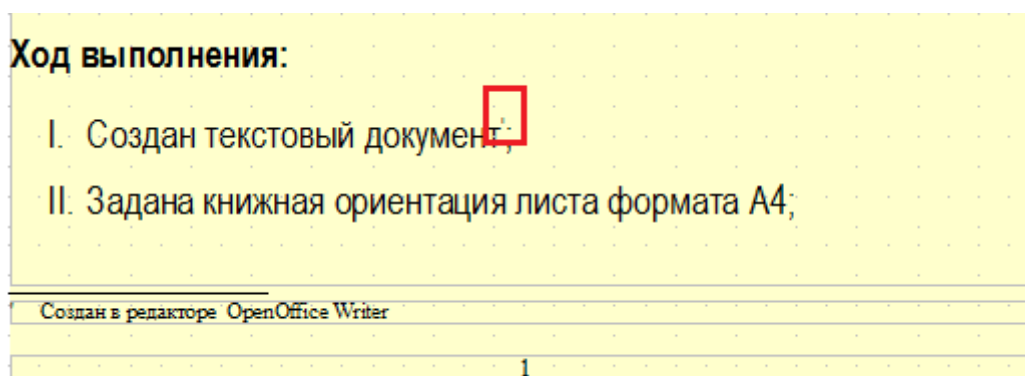 Ход выполнения:
I. Создан текстовый документ*;
II. Задана книжная ориентация листа формата А4;
* Создан в редакторе OpenOffice Writer
1